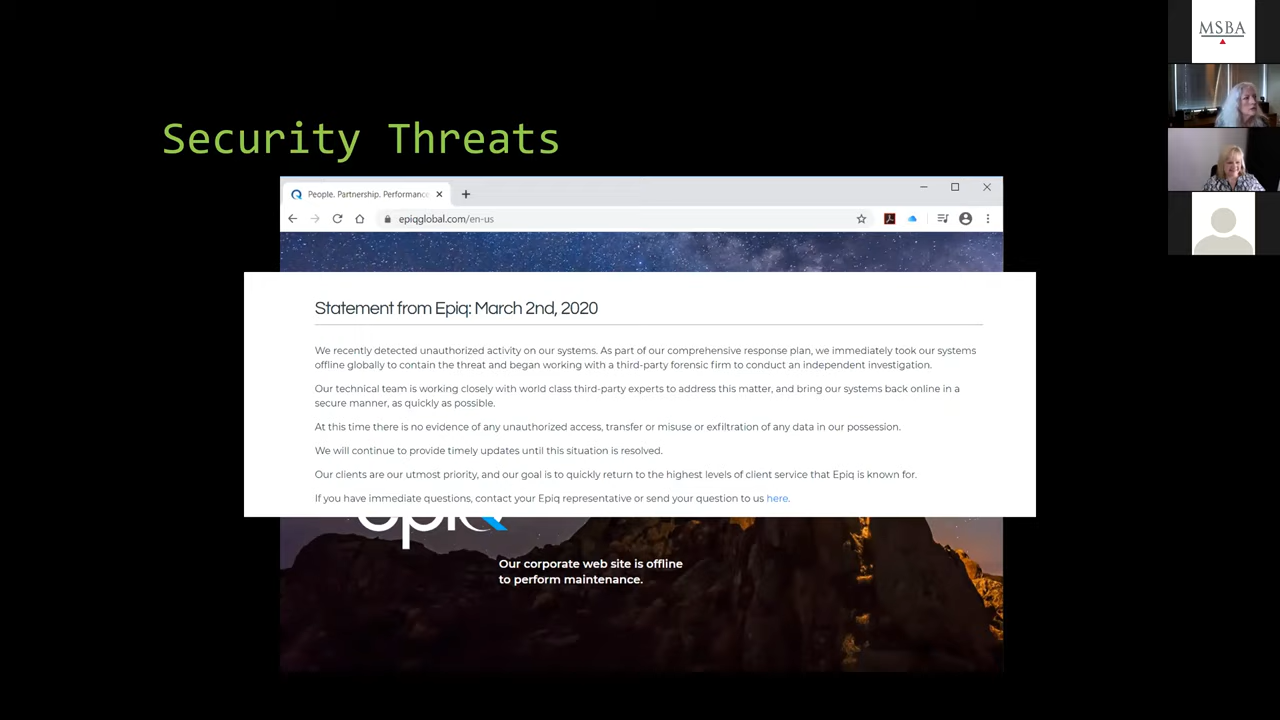 MSBA
Security Threats
People. Partnership. Performance
epiqglobal.com/en-us
Statement from Epiq: March 2nd, 2020
We recently detected unauthorized activity on our systems. As part of our comprehensive response plan, we immediately took our systems
offline globally to contain the threat and began working with a third-party forensic firm to conduct an independent investigation.
Our technical team is working closely with world class third-party experts to address this matter, and bring our systems back online in a
secure manner, as quickly as possible.
At this time there is no evidence of any unauthorized access, transfer or misuse or exfiltration of any data in our possession.
We will continue to provide timely updates until this situation is resolved.
Our clients are our utmost priority, and our goal is to quickly return to the highest levels of client service that Epiq is known for.
If you have immediate questions, contact your Epiq representative or send your question to us here.
epiq
Our corporate web site is offline
to perform maintenance.